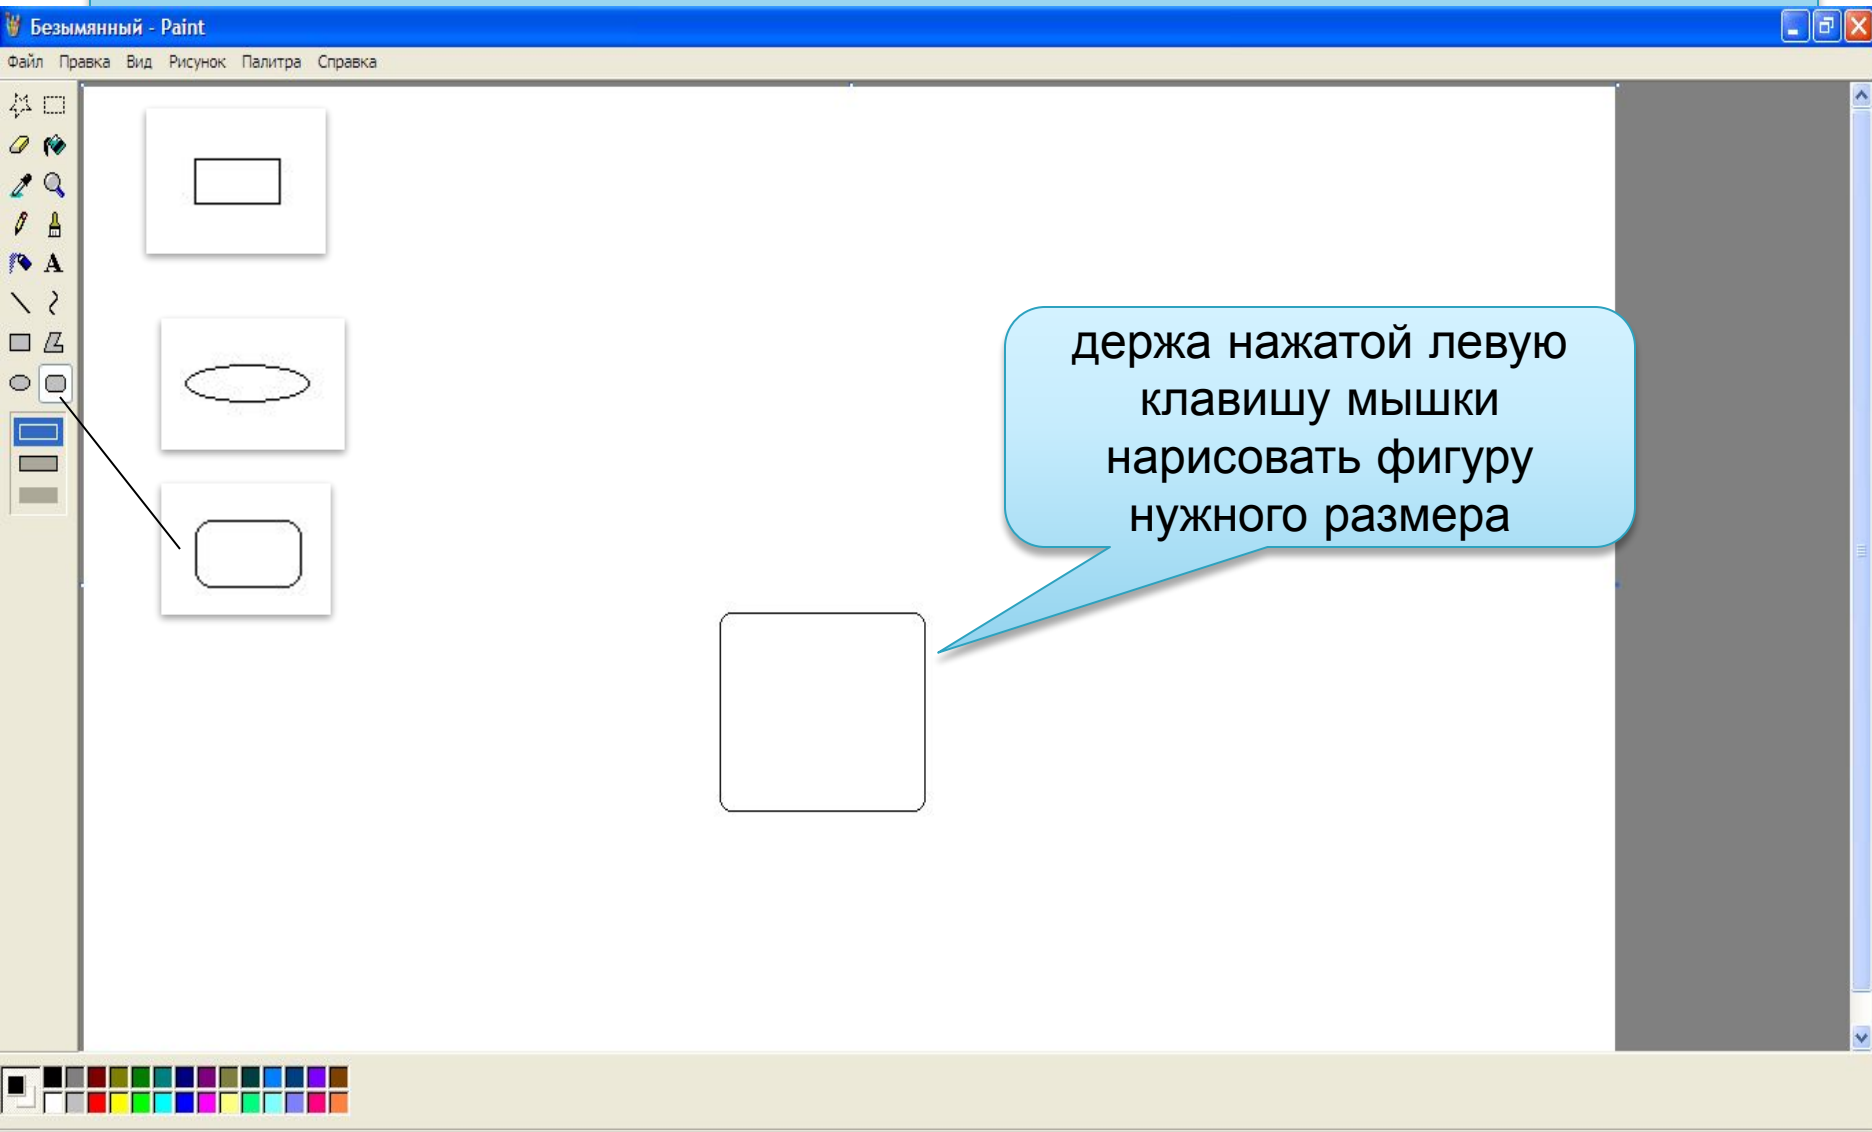 Безымянный - Paint
Файл Правка Вид Рисунок Палитра Справка
A
держа нажатой левую
клавишу мышки
нарисовать фигуру
нужного размера